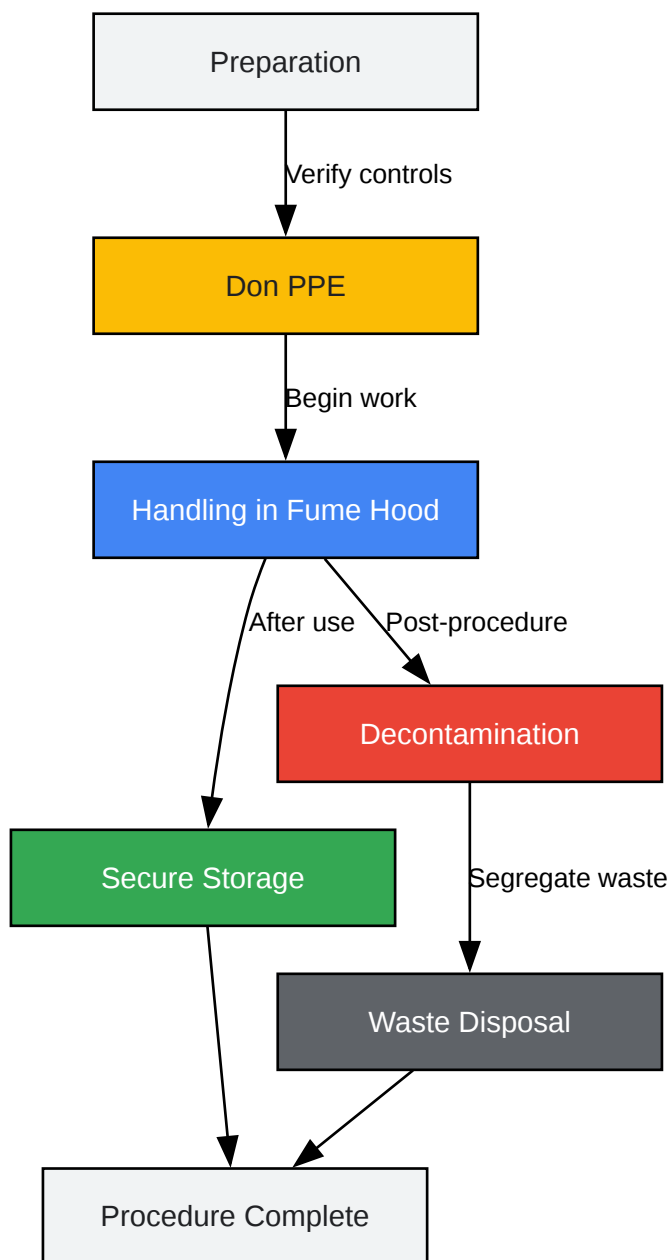 Preparation
Verify controls
Don PPE
Begin work
Handling in Fume Hood
After use
Post-procedure
Decontamination
Secure Storage
Segregate waste
Waste Disposal
Procedure Complete